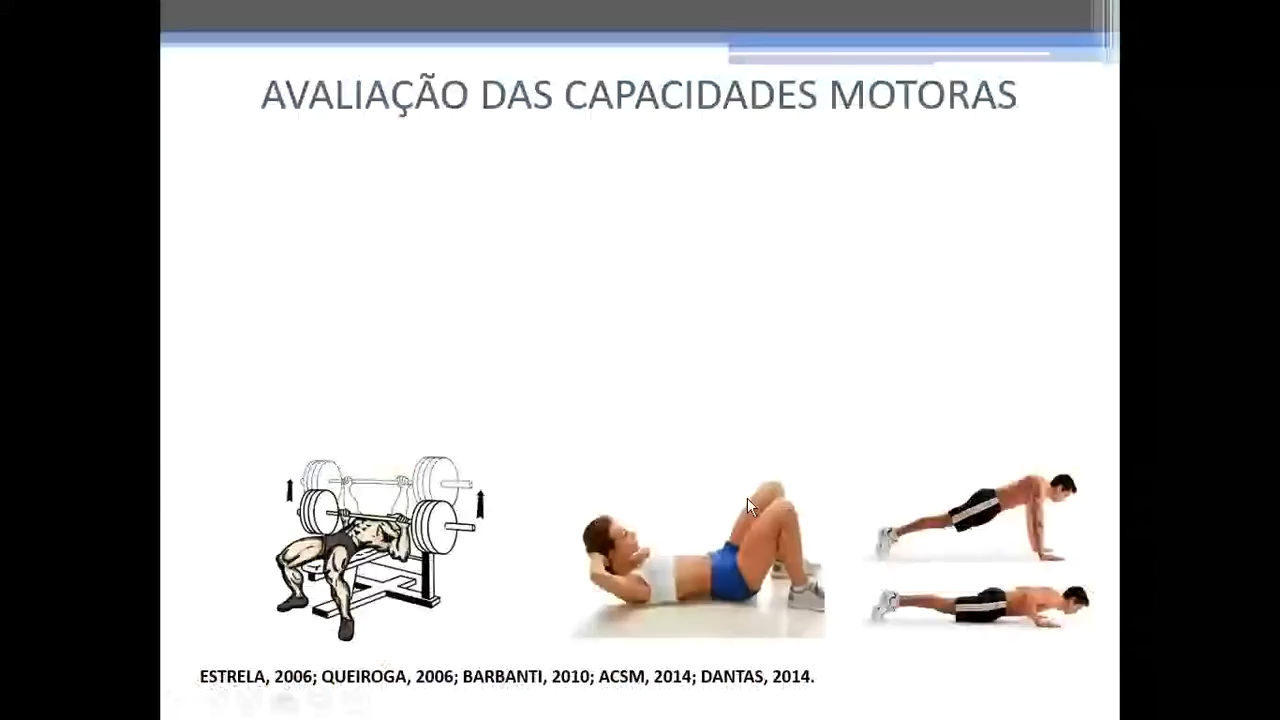 AVALIAÇÃO DAS CAPACIDADES MOTORAS
ESTRELA, 2006; QUEIROGA, 2006; BARBANTI, 2010; ACSM, 2014; DANTAS, 2014.